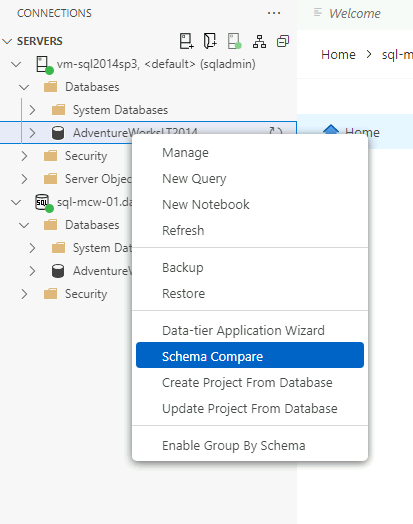 CONNECTIONS ...
Welcome
SERVERS
vm-sql2014sp3, <default> (sqladmin)
Home > sql-m
Databases
System Databases
AdventureWorksLT2014
Home
Security
Server Objec
sql-mcw-01.da
Databases
System Dat
AdventureW
Security
Manage
New Query
New Notebook
Refresh
Backup
Restore
Data-tier Application Wizard
Schema Compare
Create Project From Database
Update Project From Database
Enable Group By Schema